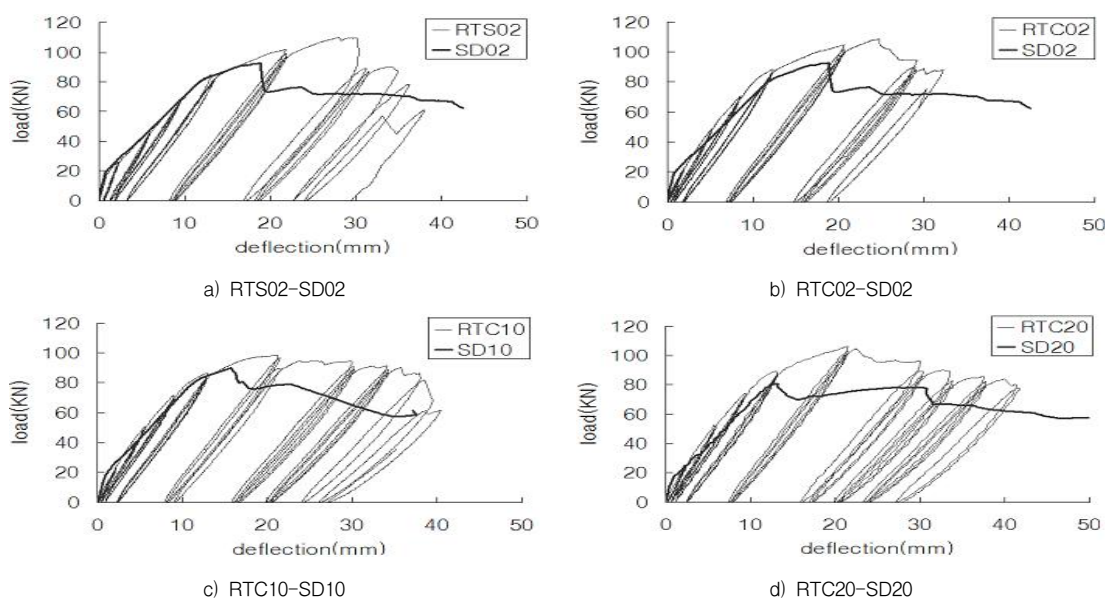 120
100
80
60
40
20
0
load(KN)
RTS02
SD02
0 10 20 30 40 50
deflection(mm)
a) RTS02-SD02
120
100
80
60
40
20
0
load(KN)
RTC02
SD02
0 10 20 30 40 50
deflection(mm)
b) RTC02-SD02
120
100
80
60
40
20
0
load(KN)
RTC10
SD10
0 10 20 30 40 50
deflection(mm)
c) RTC10-SD10
120
100
80
60
40
20
0
load(KN)
RTC20
SD20
0 10 20 30 40 50
deflection(mm)
d) RTC20-SD20